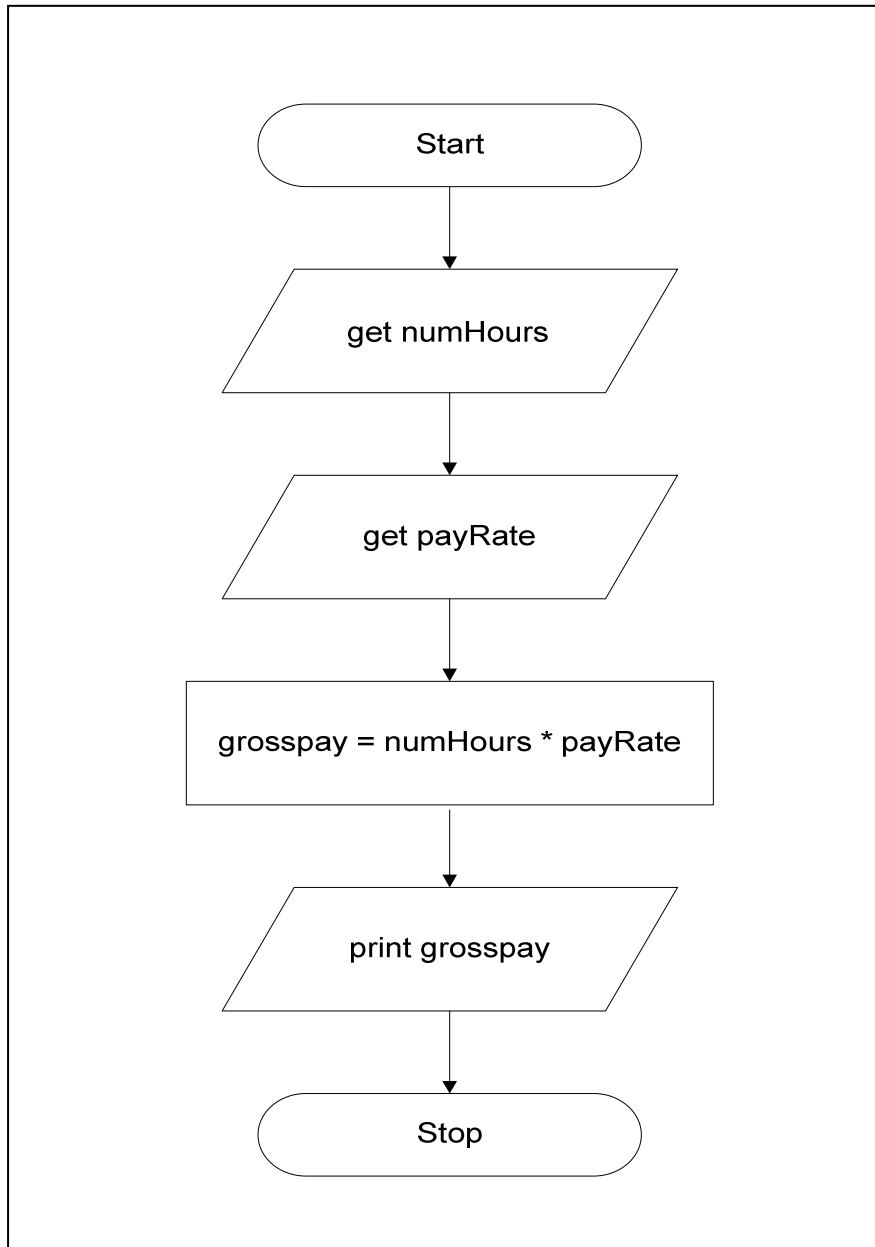 Start
get numHours
get payRate
grosspay = numHours * payRate
print grosspay
Stop